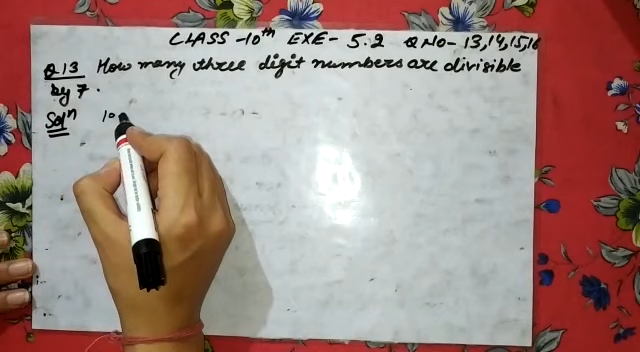 CLASS -10th EXE- 5.2 Q NO- 13,14,15,16
Q13 How many three digit numbers are divisible
by 7.
Soln 10